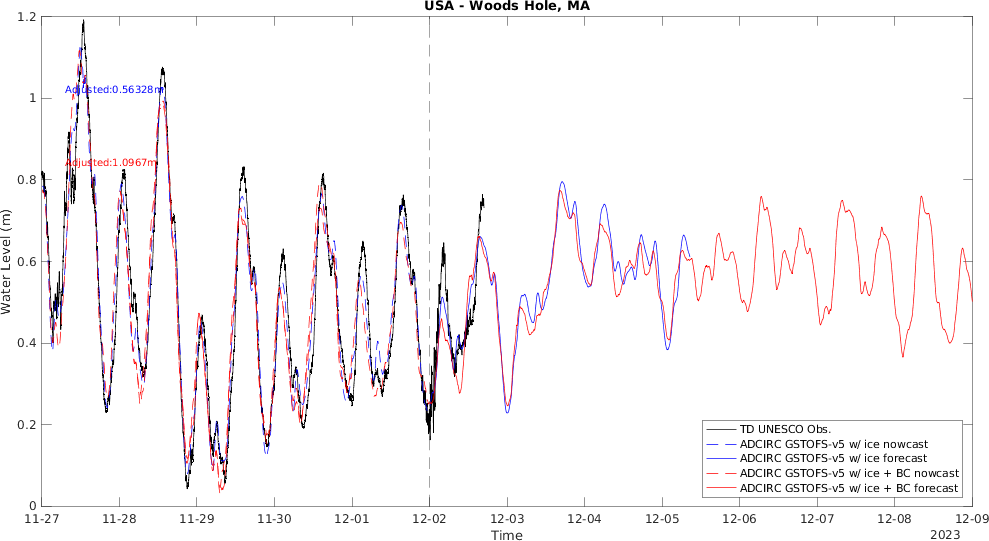 USA - Woods Hole, MA
1.2
1
0.8
0.6
0.4
0.2
0
Water Level (m)
Adjusted:0.56328m
Adjusted:1.0967m
TD UNESCO Obs.
ADCIRC GSTOFS-v5 w/ ice nowcast
ADCIRC GSTOFS-v5 w/ ice forecast
ADCIRC GSTOFS-v5 w/ ice + BC nowcast
ADCIRC GSTOFS-v5 w/ ice + BC forecast
11-27 11-28 11-29 11-30 12-01 12-02 12-03 12-04 12-05 12-06 12-07 12-08 12-09
Time
2023